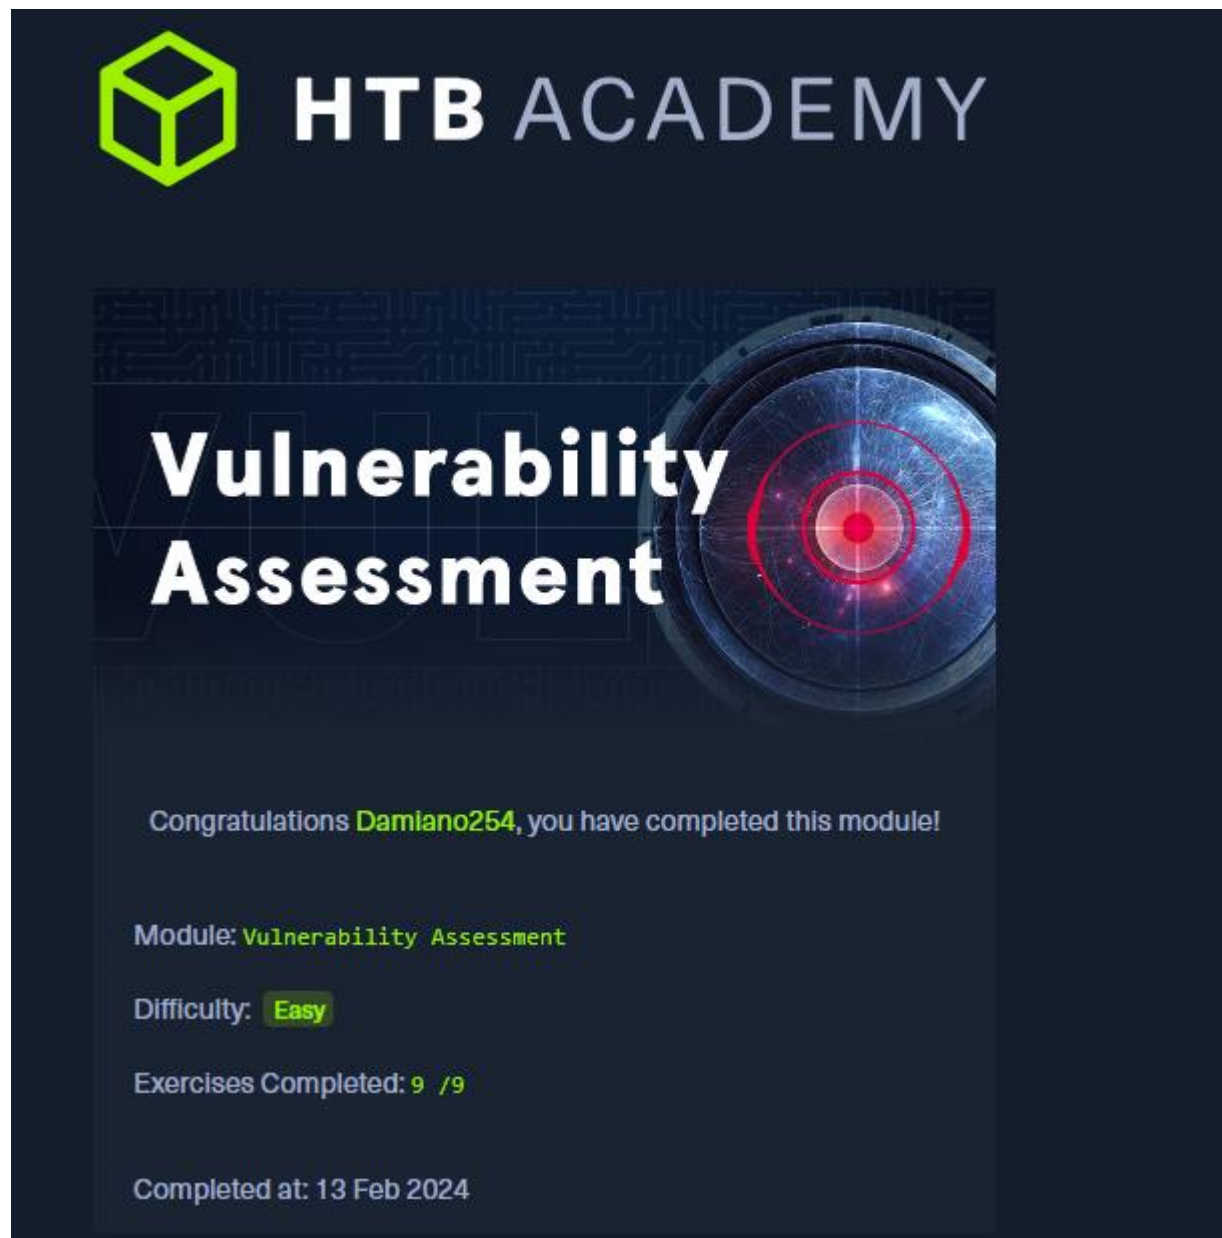 HTB ACADEMY
Vulnerability
Assessment
Congratulations Damiano254, you have completed this module!
Module: Vulnerability Assessment
Difficulty: Easy
Exercises Completed: 9 /9
Completed at: 13 Feb 2024